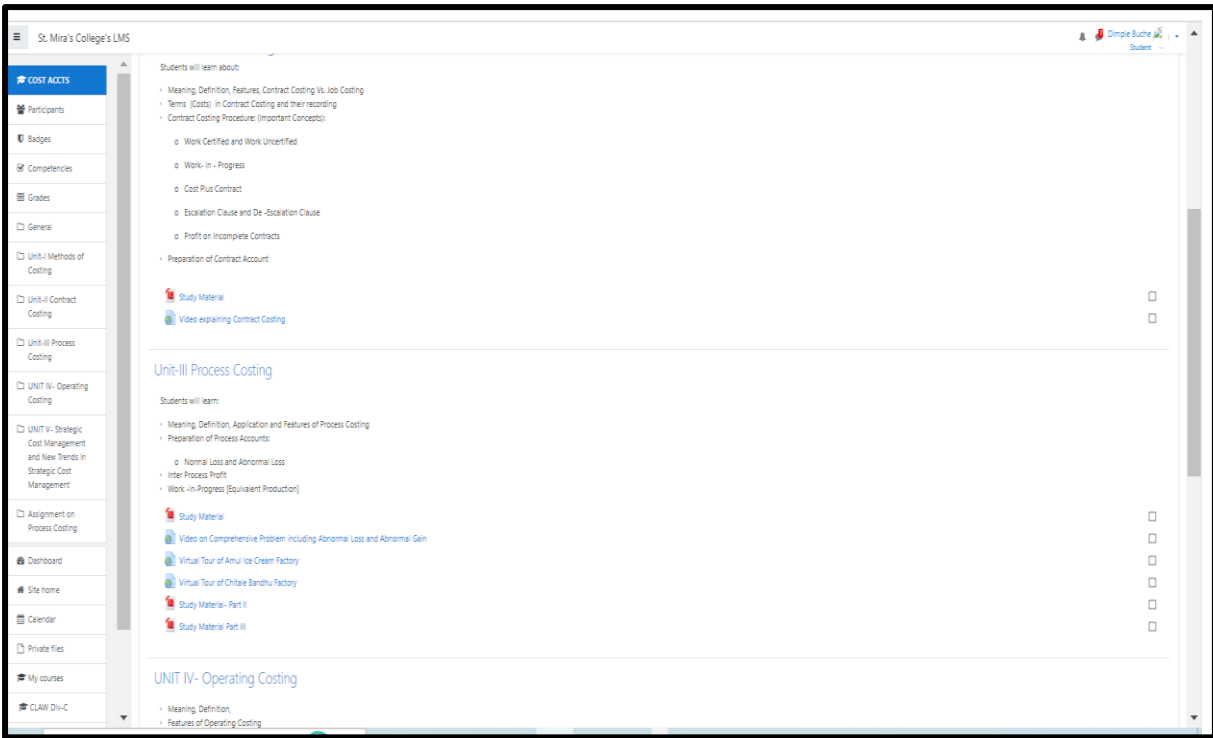 St. Mira's College's LMS
Dimple Buche
Student
COST ACCTS
Participants
Badges
Competencies
Grades
General
Unit-I Methods of
Costing
Unit-II Contract
Costing
Unit-III Process
Costing
UNIT IV- Operating
Costing
UNIT V- Strategic
Cost Management
and New Trends in
Strategic Cost
Management
Assignment on
Process Costing
Dashboard
Site home
Calendar
Private files
My courses
CLAW Div-C
Students will learn about:
Meaning, Definition, Features, Contract Costing Vs. Job Costing
Terms (Costs) in Contract Costing and their recording
Contract Costing Procedure: (Important Concepts):
Work Certified and Work Uncertified
Work- in - Progress
Cost Plus Contract
Escalation Clause and De -Escalation Clause
Profit on Incomplete Contracts
Preparation of Contract Account
Study Material
Video explaining Contract Costing
Unit-III Process Costing
Students will learn:
Meaning, Definition, Application and Features of Process Costing
Preparation of Process Accounts:
Normal Loss and Abnormal Loss
Inter Process Profit
Work -in-Progress [Equivalent Production]
Study Material
Video on Comprehensive Problem including Abnormal Loss and Abnormal Gain
Virtual Tour of Amul Ice Cream Factory
Virtual Tour of Chitale Bandhu Factory
Study Material- Part II
Study Material Part III
UNIT IV- Operating Costing
Meaning, Definition,
Features of Operating Costing